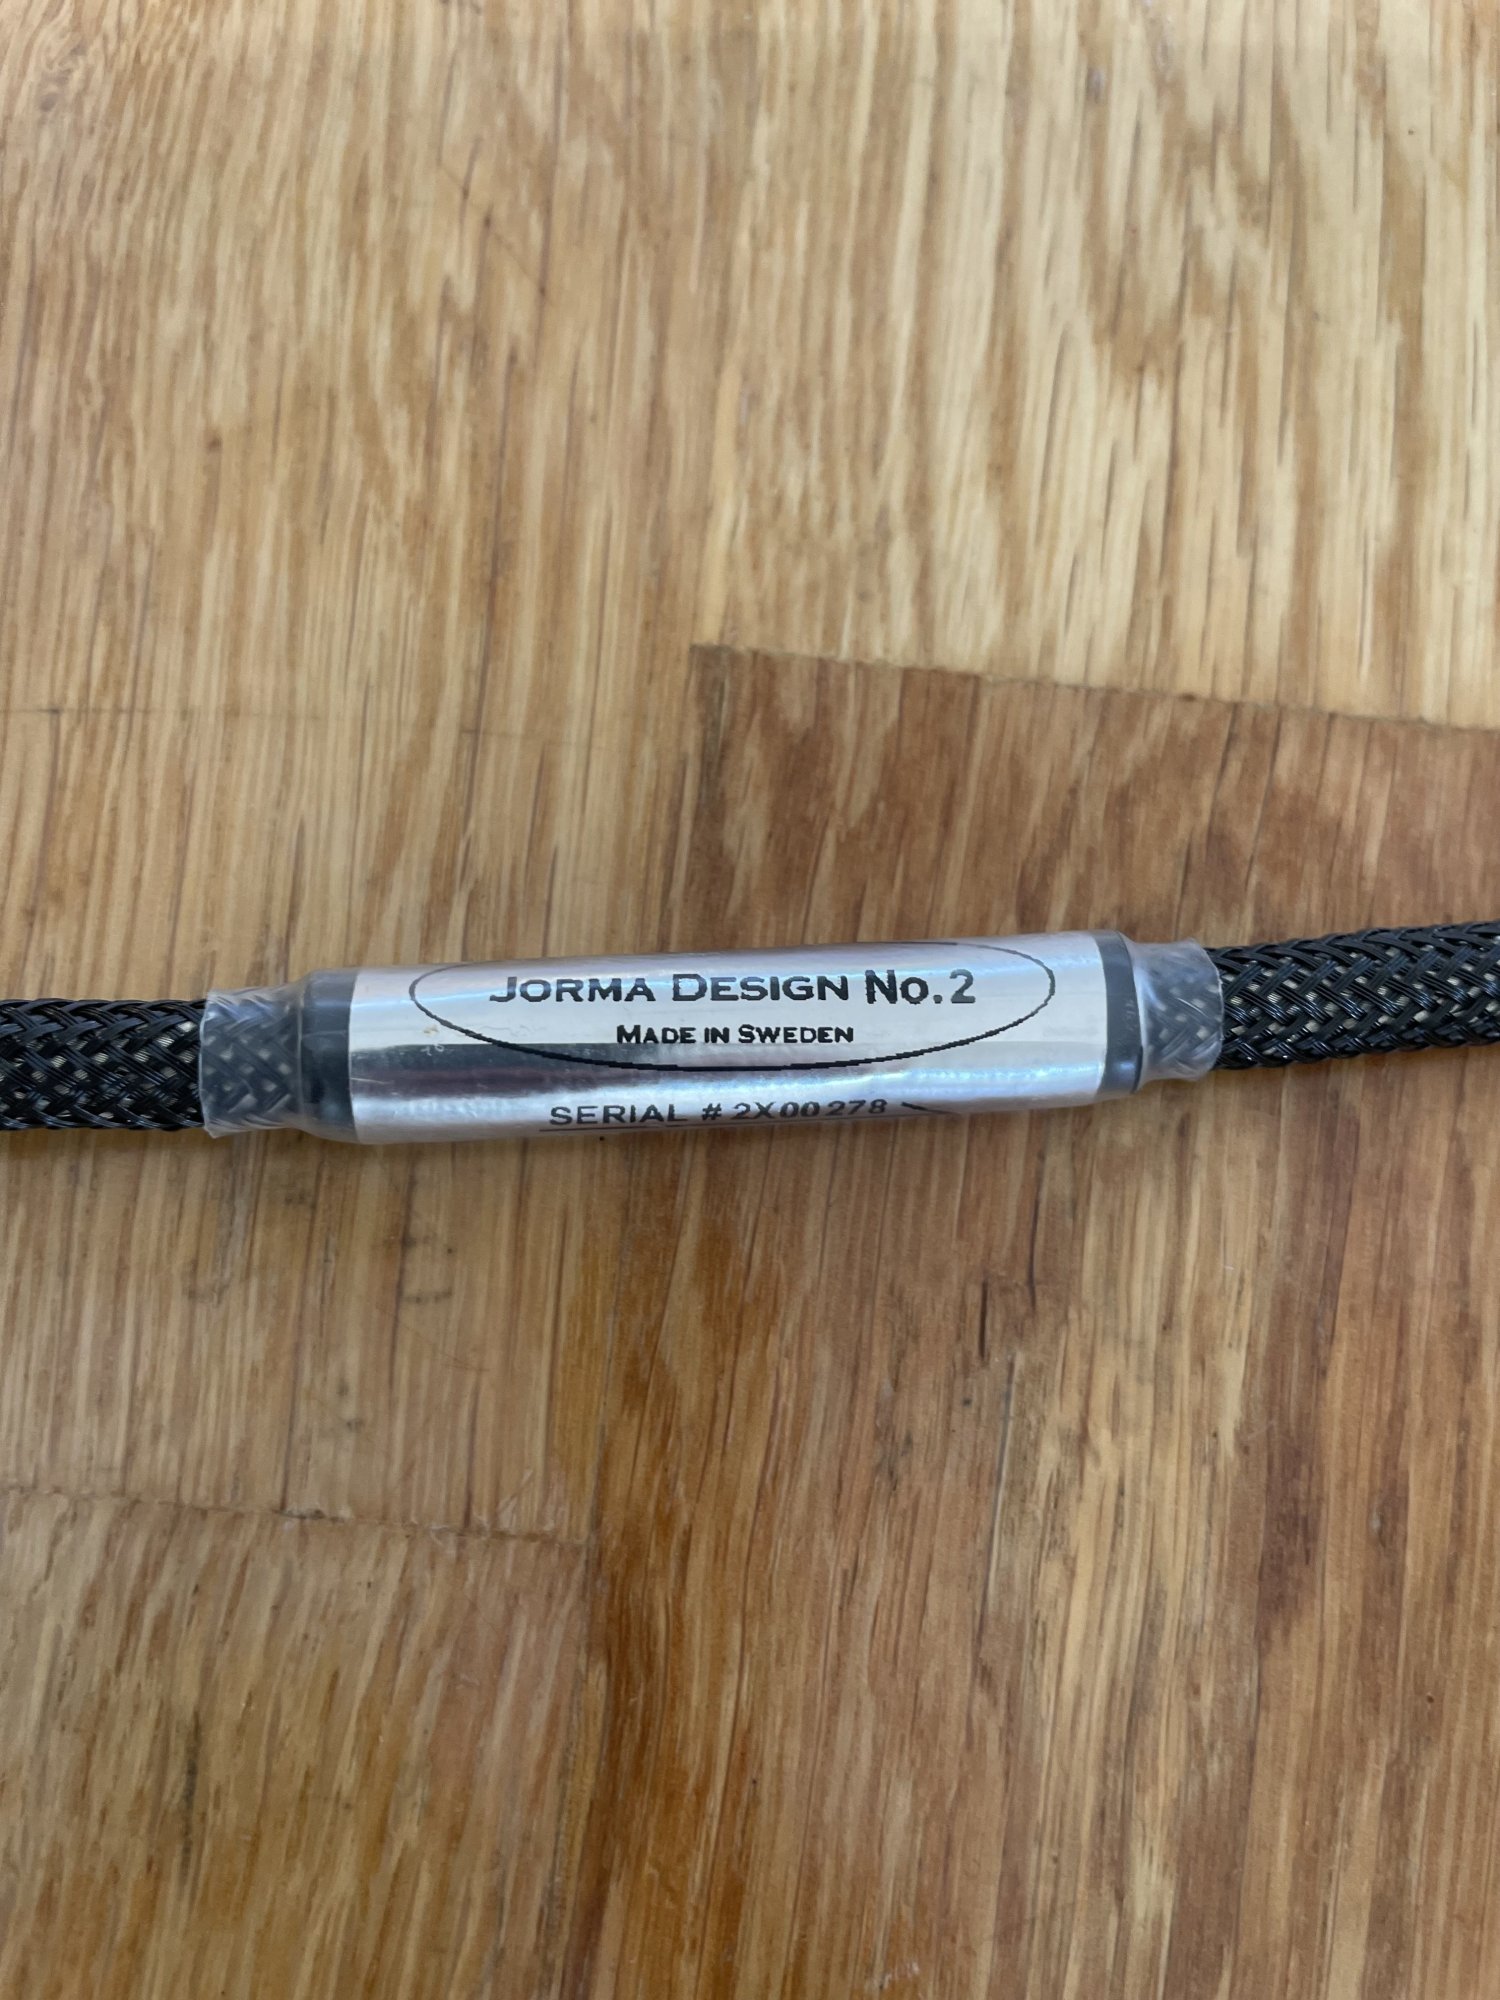 JORMA DESIGN NO.2
MADE IN SWEDEN
SERIAL # 2X00278